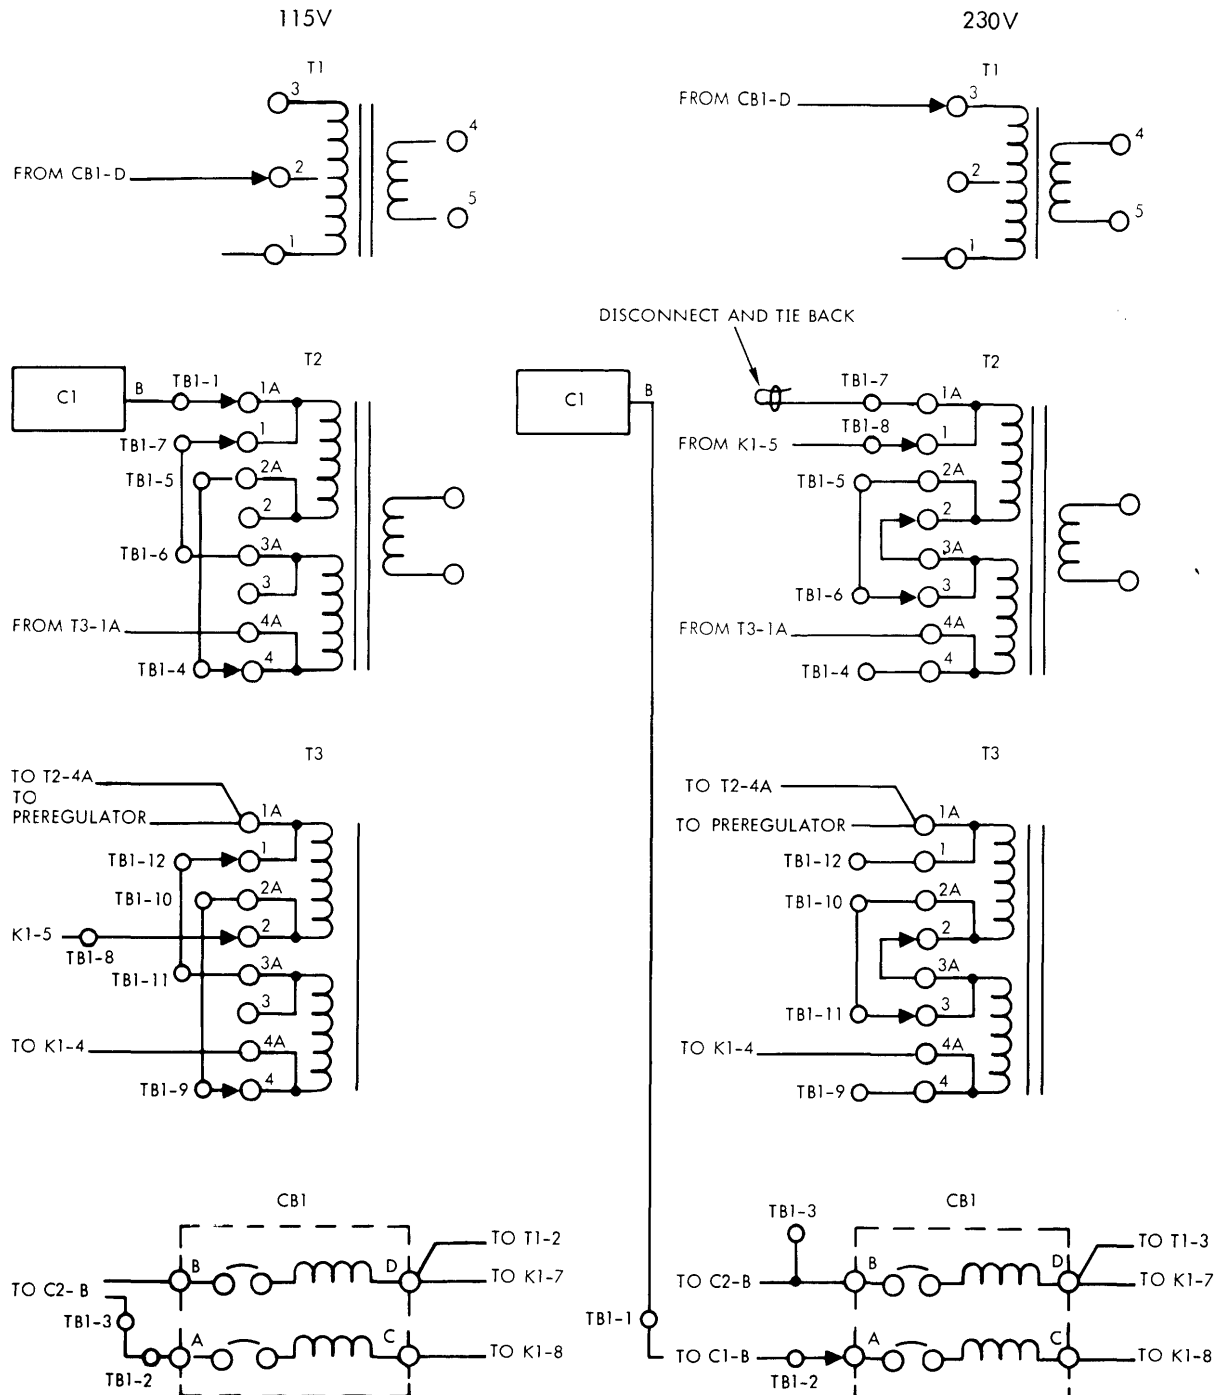 115V
T1
3
4
FROM CB1-D
2
5
1
T2
C1
B
TB1-1
1A
TB1-7
1
TB1-5
2A
2
TB1-6
3A
3
FROM T3-1A
4A
TB1-4
4
T3
TO T2-4A
TO
PREREGULATOR
1A
TB1-12
1
TB1-10
2A
K1-5
TB1-8
2
TB1-11
3A
3
TO K1-4
4A
TB1-9
4
CB1
TO T1-2
B
D
TO K1-7
TO C2-B
TB1-3
A
C
TO K1-8
TB1-2
230V
T1
FROM CB1-D
3
4
2
5
1
DISCONNECT AND TIE BACK
T2
C1
B
TB1-7
1A
TB1-8
FROM K1-5
1
TB1-5
2A
2
3A
TB1-6
3
FROM T3-1A
4A
TB1-4
4
T3
TO T2-4A
1A
TO PREREGULATOR
TB1-12
1
TB1-10
2A
2
3A
TB1-11
3
TO K1-4
4A
TB1-9
4
CB1
TB1-3
TO T1-3
B
D
TO C2-B
TO K1-7
TB1-1
A
C
TO C1-B
TO K1-8
TB1-2